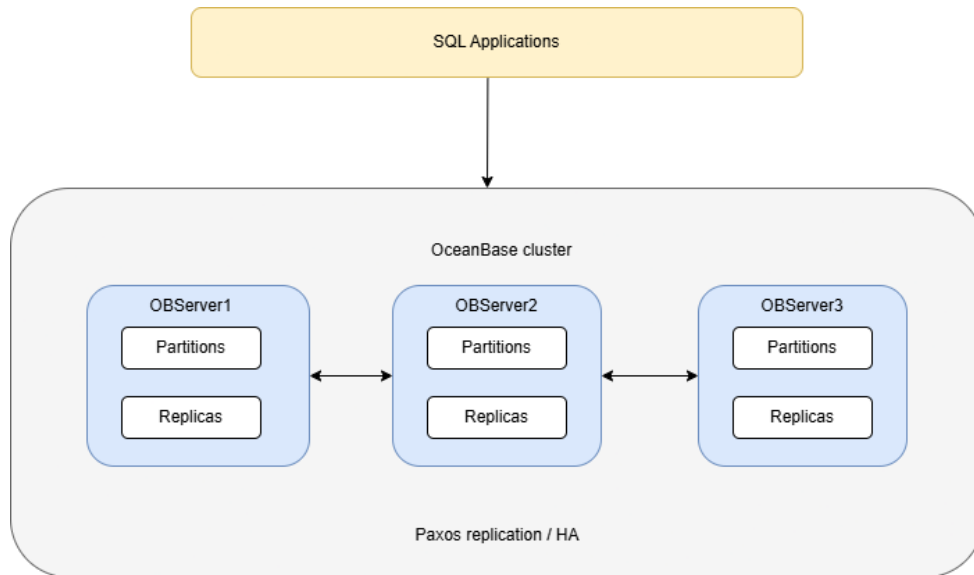 SQL Applications
OceanBase cluster
OBServer1
Partitions
Replicas
OBServer2
Partitions
Replicas
OBServer3
Partitions
Replicas
Paxos replication / HA